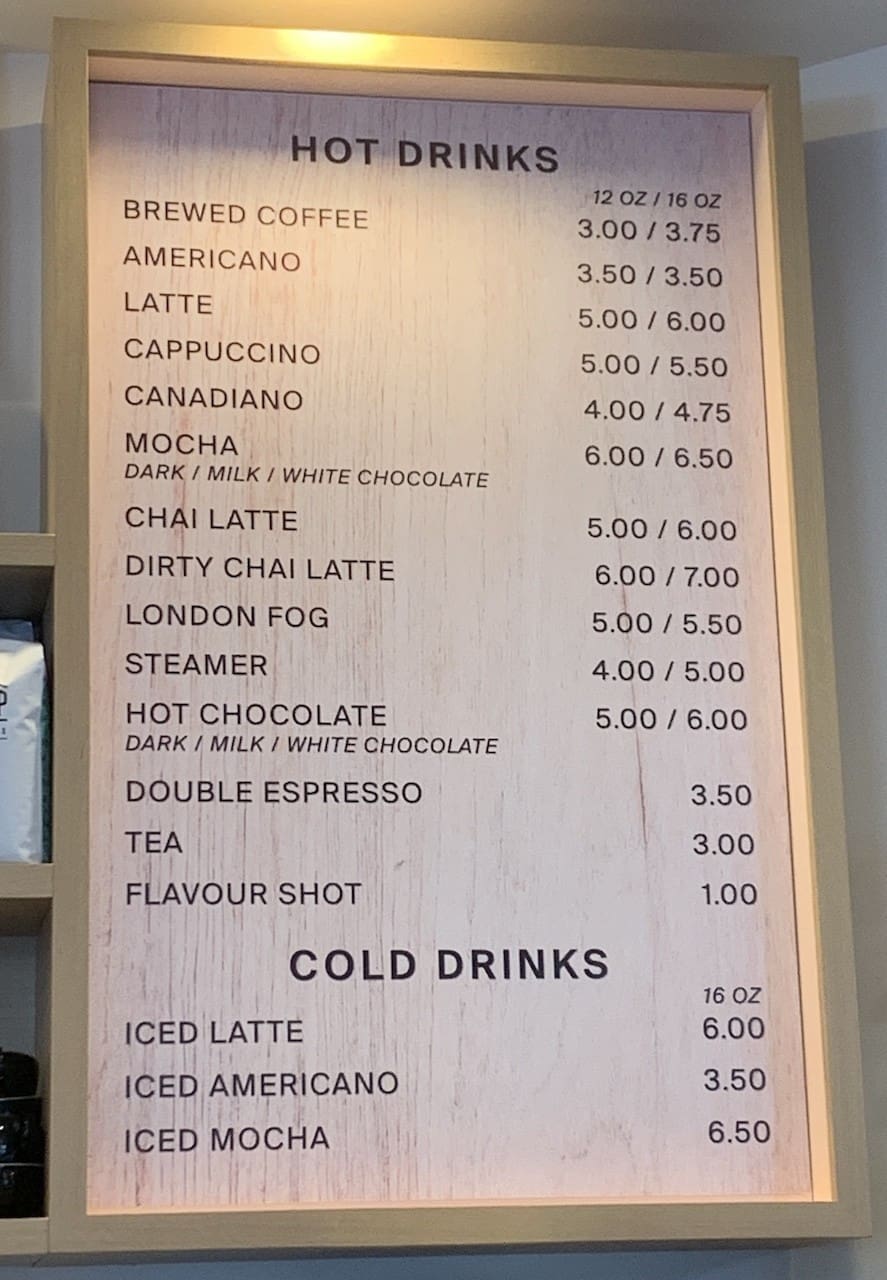 HOT DRINKS
12 OZ / 16 OZ
BREWED COFFEE 3.00 / 3.75
AMERICANO 3.50 / 3.50
LATTE 5.00 / 6.00
CAPPUCCINO 5.00 / 5.50
CANADIANO 4.00 / 4.75
MOCHA 6.00 / 6.50
DARK / MILK / WHITE CHOCOLATE
CHAI LATTE 5.00 / 6.00
DIRTY CHAI LATTE 6.00 / 7.00
LONDON FOG 5.00 / 5.50
STEAMER 4.00 / 5.00
HOT CHOCOLATE 5.00 / 6.00
DARK / MILK / WHITE CHOCOLATE
DOUBLE ESPRESSO 3.50
TEA 3.00
FLAVOUR SHOT 1.00
COLD DRINKS
16 OZ
ICED LATTE 6.00
ICED AMERICANO 3.50
ICED MOCHA 6.50